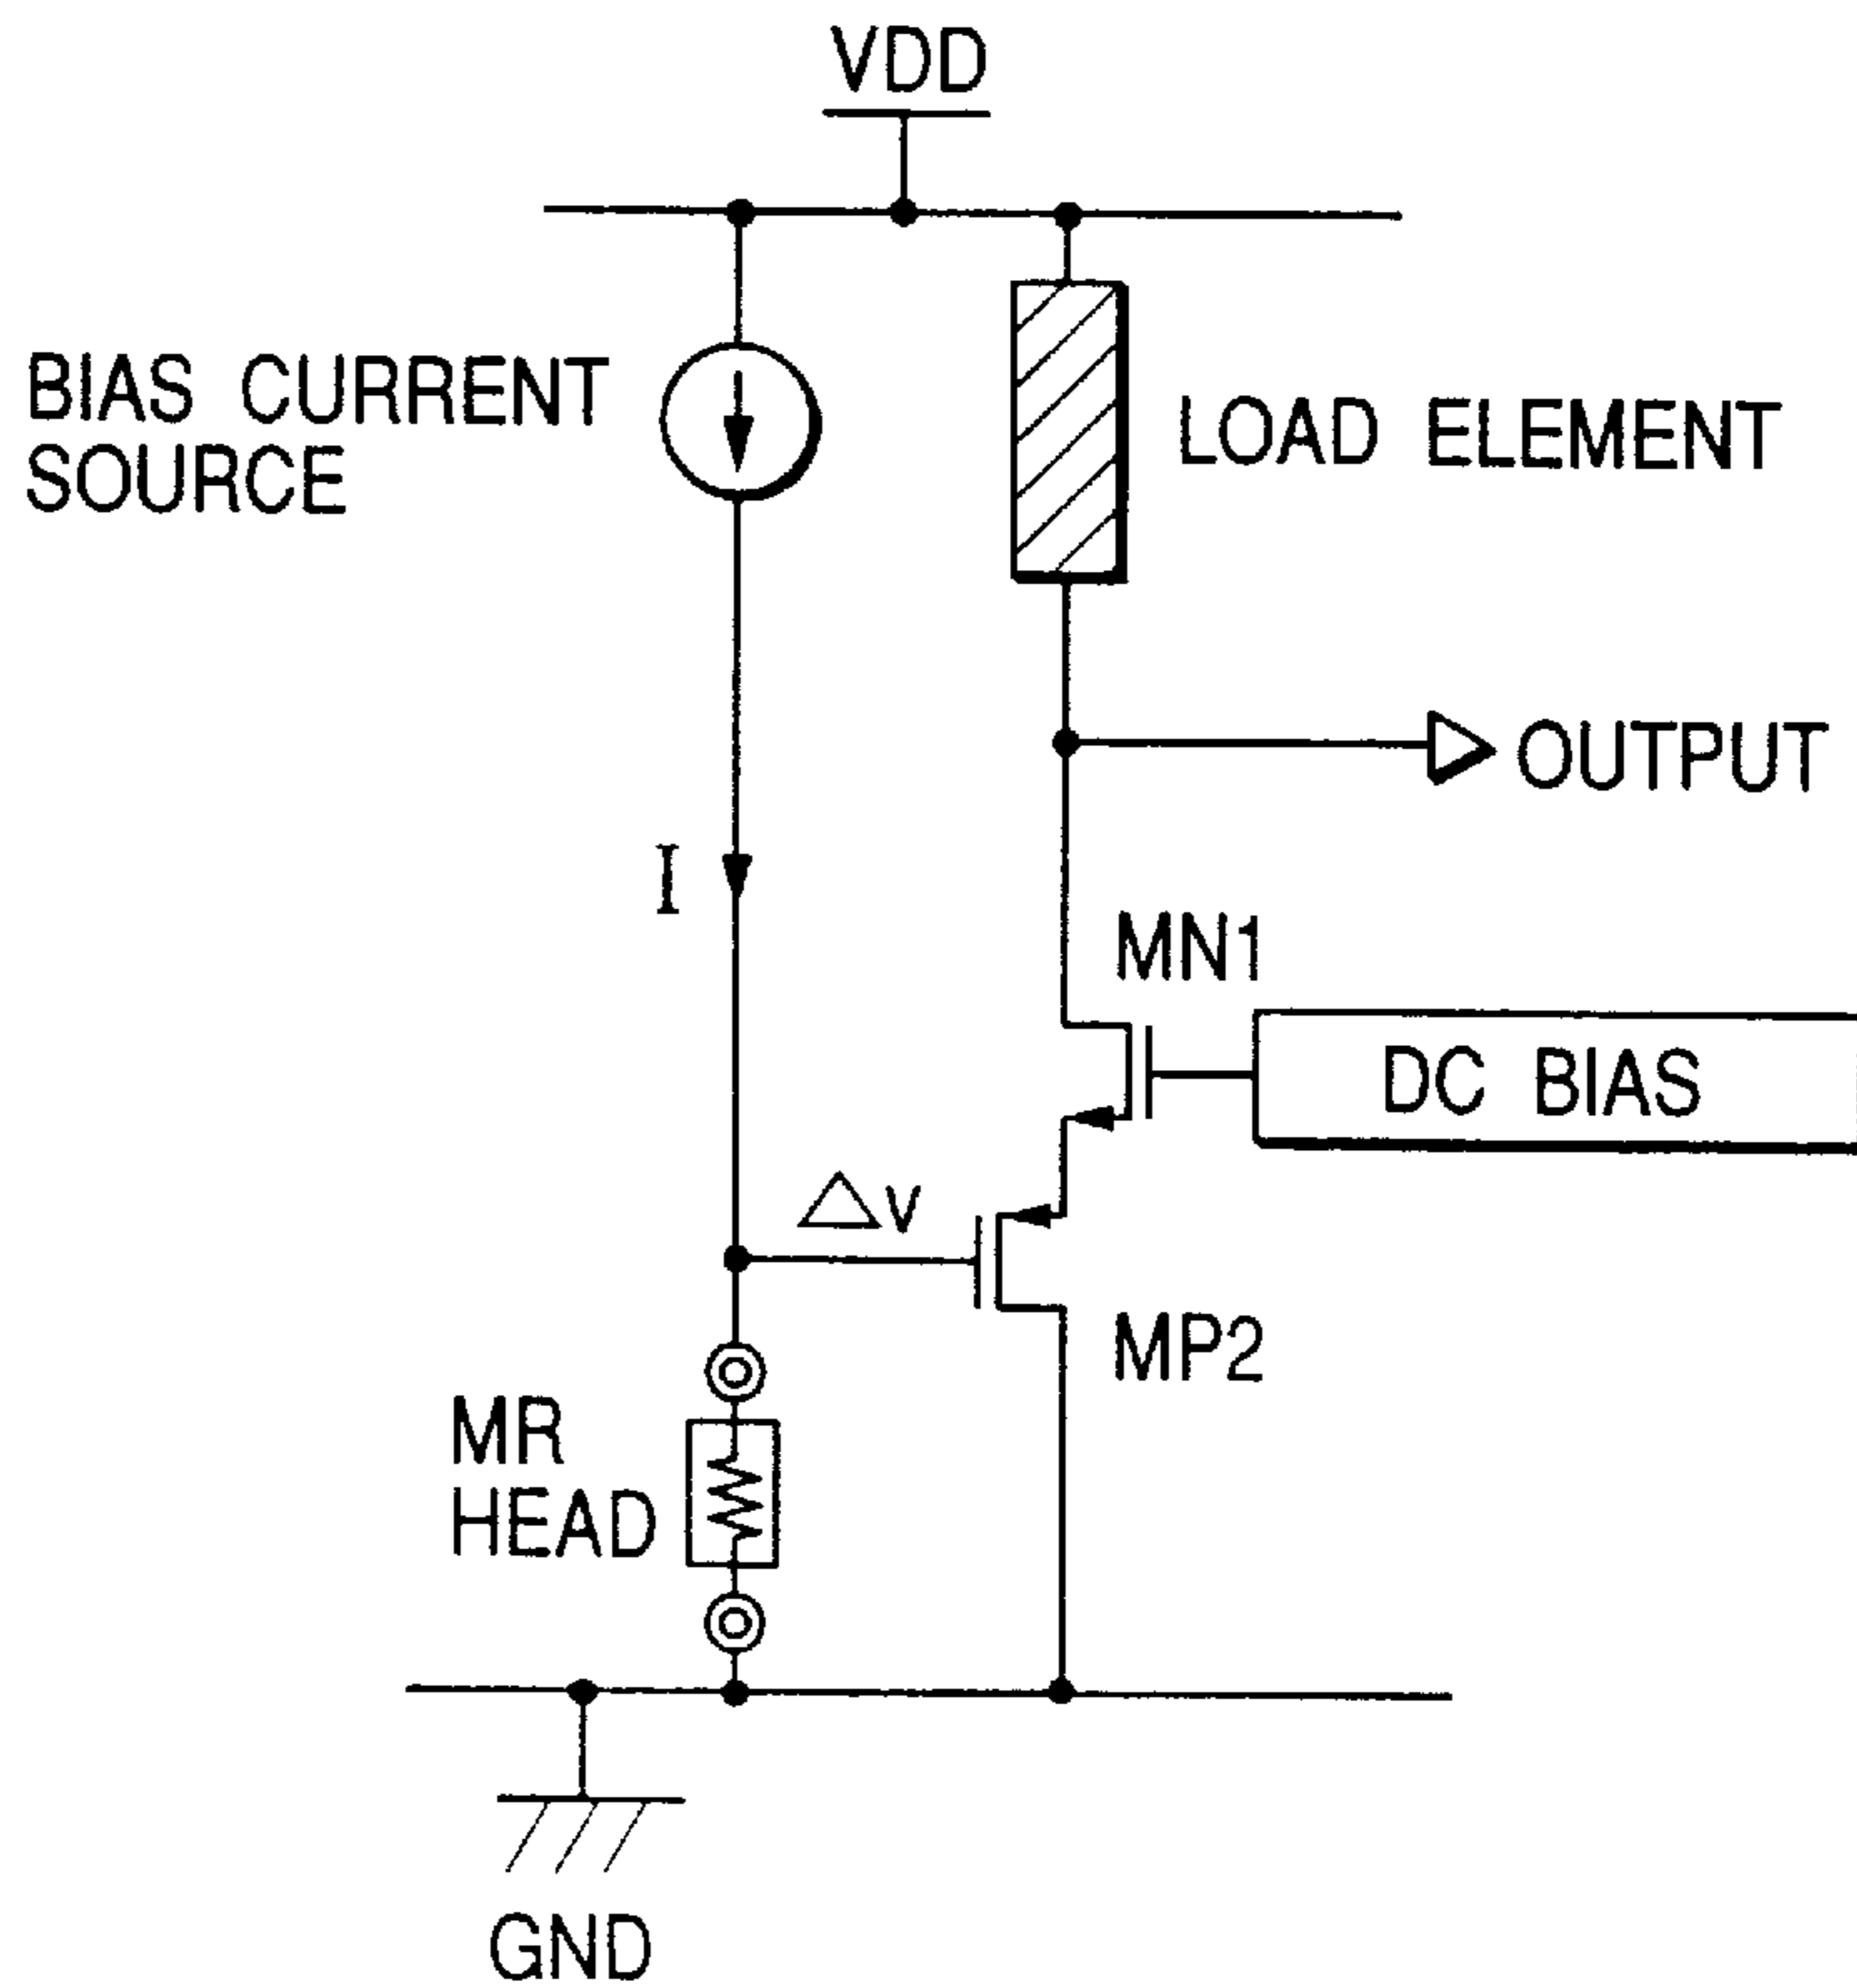 VDD
BIAS CURRENT
SOURCE
LOAD ELEMENT
OUTPUT
I
MN1
DC BIAS
△v
MP2
MR
HEAD
GND